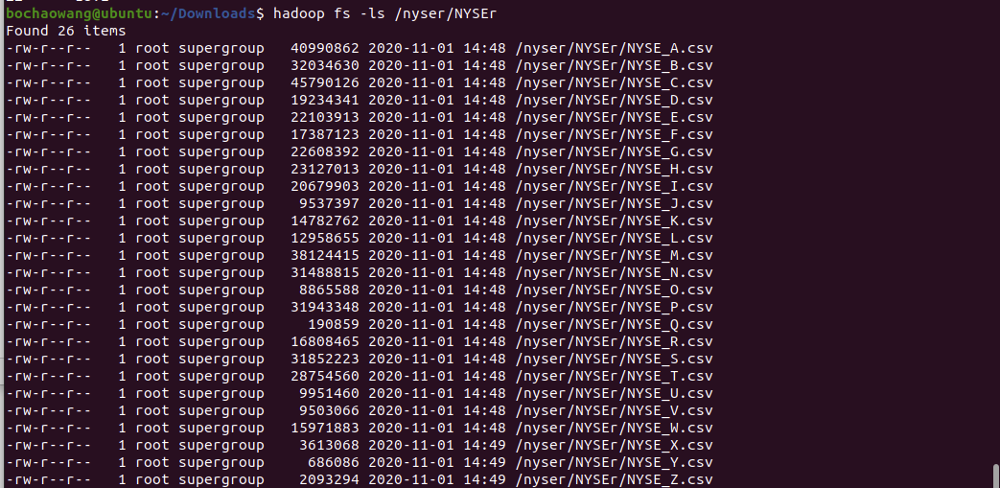 bochaowang@ubuntu:~/Downloads$ hadoop fs -ls /nyser/NYSEr
Found 26 items
-rw-r--r--   1 root supergroup   40990862 2020-11-01 14:48 /nyser/NYSEr/NYSE_A.csv
-rw-r--r--   1 root supergroup   32034630 2020-11-01 14:48 /nyser/NYSEr/NYSE_B.csv
-rw-r--r--   1 root supergroup   45790126 2020-11-01 14:48 /nyser/NYSEr/NYSE_C.csv
-rw-r--r--   1 root supergroup   19234341 2020-11-01 14:48 /nyser/NYSEr/NYSE_D.csv
-rw-r--r--   1 root supergroup   22103913 2020-11-01 14:48 /nyser/NYSEr/NYSE_E.csv
-rw-r--r--   1 root supergroup   17387123 2020-11-01 14:48 /nyser/NYSEr/NYSE_F.csv
-rw-r--r--   1 root supergroup   22608392 2020-11-01 14:48 /nyser/NYSEr/NYSE_G.csv
-rw-r--r--   1 root supergroup   23127013 2020-11-01 14:48 /nyser/NYSEr/NYSE_H.csv
-rw-r--r--   1 root supergroup   20679903 2020-11-01 14:48 /nyser/NYSEr/NYSE_I.csv
-rw-r--r--   1 root supergroup    9537397 2020-11-01 14:48 /nyser/NYSEr/NYSE_J.csv
-rw-r--r--   1 root supergroup   14782762 2020-11-01 14:48 /nyser/NYSEr/NYSE_K.csv
-rw-r--r--   1 root supergroup   12958655 2020-11-01 14:48 /nyser/NYSEr/NYSE_L.csv
-rw-r--r--   1 root supergroup   38124415 2020-11-01 14:48 /nyser/NYSEr/NYSE_M.csv
-rw-r--r--   1 root supergroup   31488815 2020-11-01 14:48 /nyser/NYSEr/NYSE_N.csv
-rw-r--r--   1 root supergroup    8865588 2020-11-01 14:48 /nyser/NYSEr/NYSE_O.csv
-rw-r--r--   1 root supergroup   31943348 2020-11-01 14:48 /nyser/NYSEr/NYSE_P.csv
-rw-r--r--   1 root supergroup     190859 2020-11-01 14:48 /nyser/NYSEr/NYSE_Q.csv
-rw-r--r--   1 root supergroup   16808465 2020-11-01 14:48 /nyser/NYSEr/NYSE_R.csv
-rw-r--r--   1 root supergroup   31852223 2020-11-01 14:48 /nyser/NYSEr/NYSE_S.csv
-rw-r--r--   1 root supergroup   28754560 2020-11-01 14:48 /nyser/NYSEr/NYSE_T.csv
-rw-r--r--   1 root supergroup    9951460 2020-11-01 14:48 /nyser/NYSEr/NYSE_U.csv
-rw-r--r--   1 root supergroup    9503066 2020-11-01 14:48 /nyser/NYSEr/NYSE_V.csv
-rw-r--r--   1 root supergroup   15971883 2020-11-01 14:48 /nyser/NYSEr/NYSE_W.csv
-rw-r--r--   1 root supergroup    3613068 2020-11-01 14:49 /nyser/NYSEr/NYSE_X.csv
-rw-r--r--   1 root supergroup     686086 2020-11-01 14:49 /nyser/NYSEr/NYSE_Y.csv
-rw-r--r--   1 root supergroup    2093294 2020-11-01 14:49 /nyser/NYSEr/NYSE_Z.csv